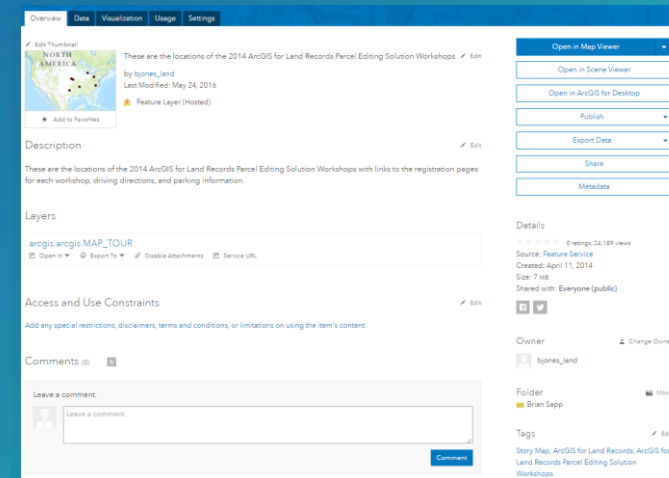 Overview Data Visualization Usage Settings
Edit Thumbnail
NORTH
AMERICA
These are the locations of the 2014 ArcGIS for Land Records Parcel Editing Solution Workshops Edit
by bjones_land
Last Modified: May 24, 2016
Feature Layer (Hosted)
Add to Favorites
Description Edit
These are the locations of the 2014 ArcGIS for Land Records Parcel Editing Solution Workshops with links to the registration pages
for each workshop, driving directions, and parking information.
Layers
arcgis.arcgis.MAP_TOUR
Open In Export To Disable Attachments Service URL
Access and Use Constraints Edit
Add any special restrictions, disclaimers, terms and conditions, or limitations on using the item's content.
Comments (0)
Leave a comment.
Leave a comment.
Comment
Open in Map Viewer
Open in Scene Viewer
Open in ArcGIS for Desktop
Publish
Export Data
Share
Metadata
Details
0 ratings, 24,189 views
Source: Feature Service
Created: April 11, 2014
Size: 7 MB
Shared with: Everyone (public)
Owner Change Owne
bjones_land
Folder Mov
Brian Sapp
Tags Ed
Story Map, ArcGIS for Land Records, ArcGIS for
Land Records Parcel Editing Solution
Workshops